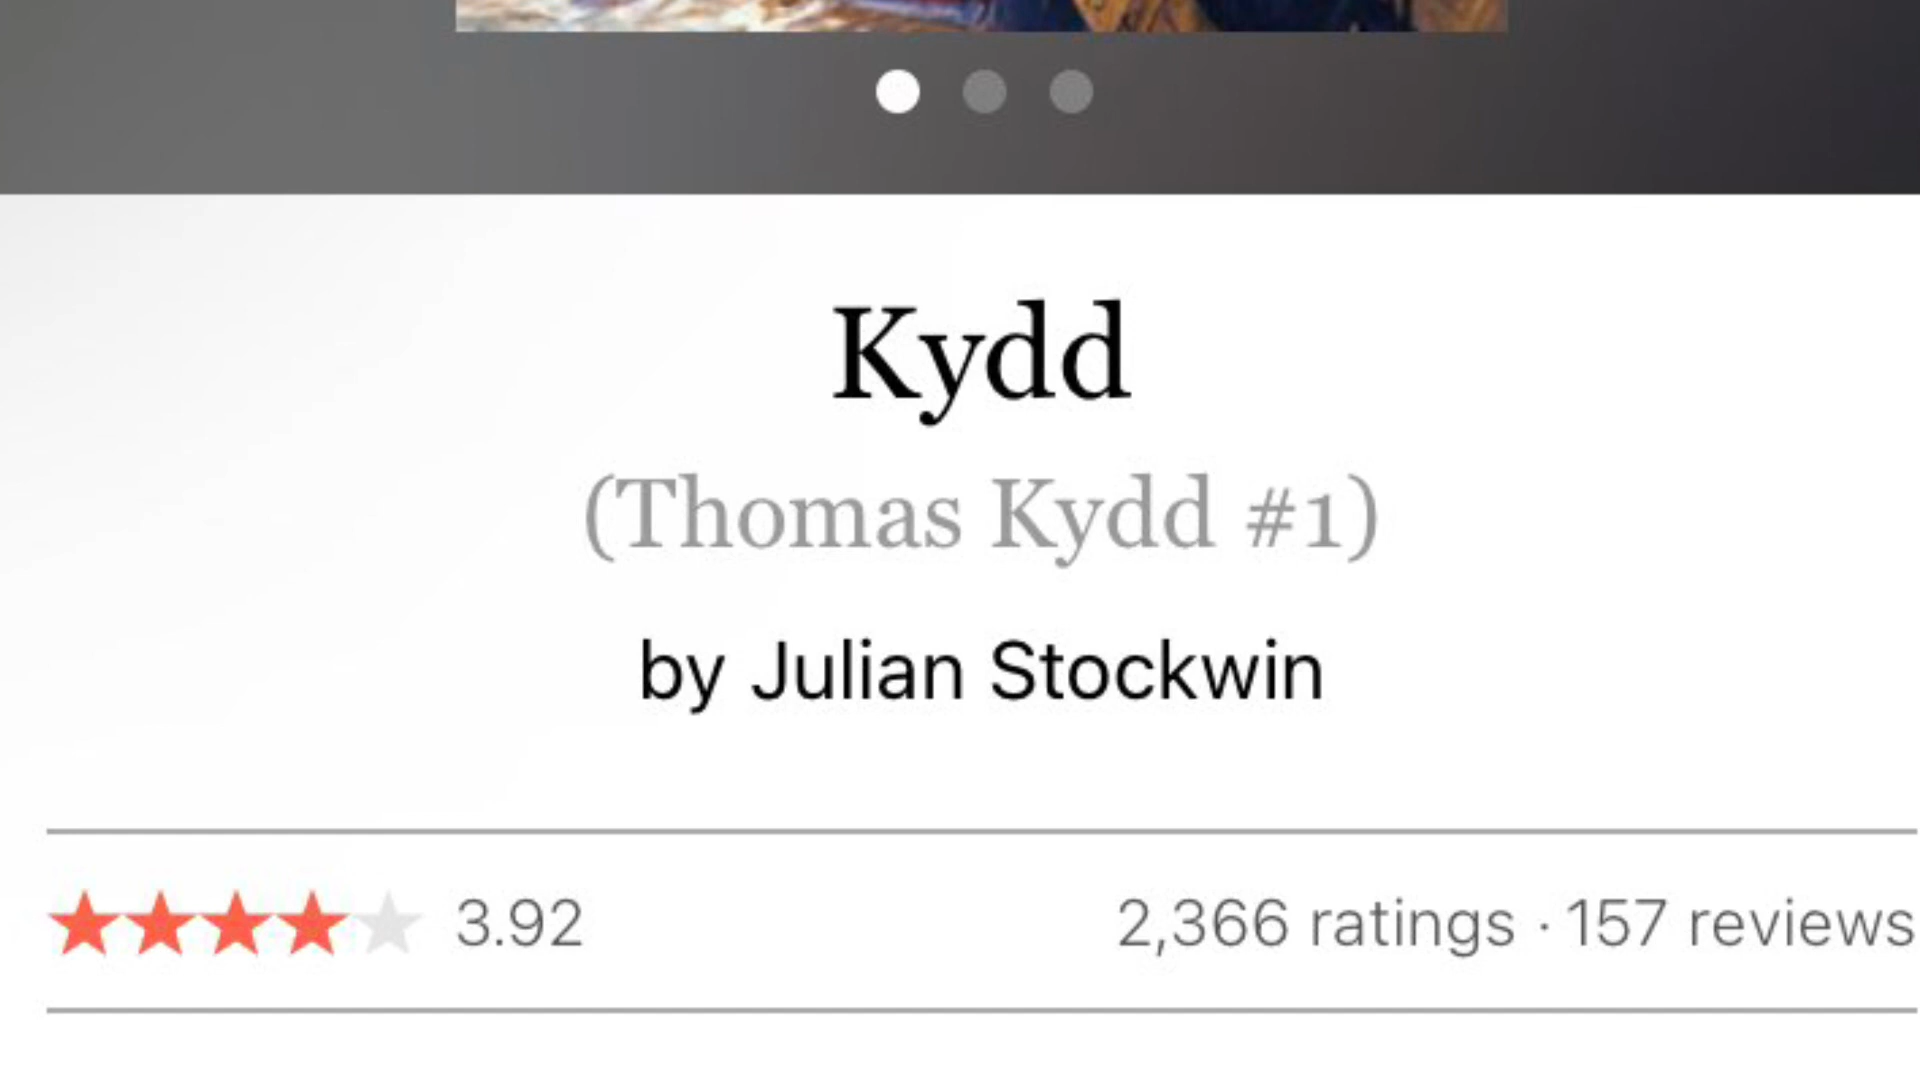 Kydd
(Thomas Kydd #1)
by Julian Stockwin
3.92
2,366 ratings · 157 reviews